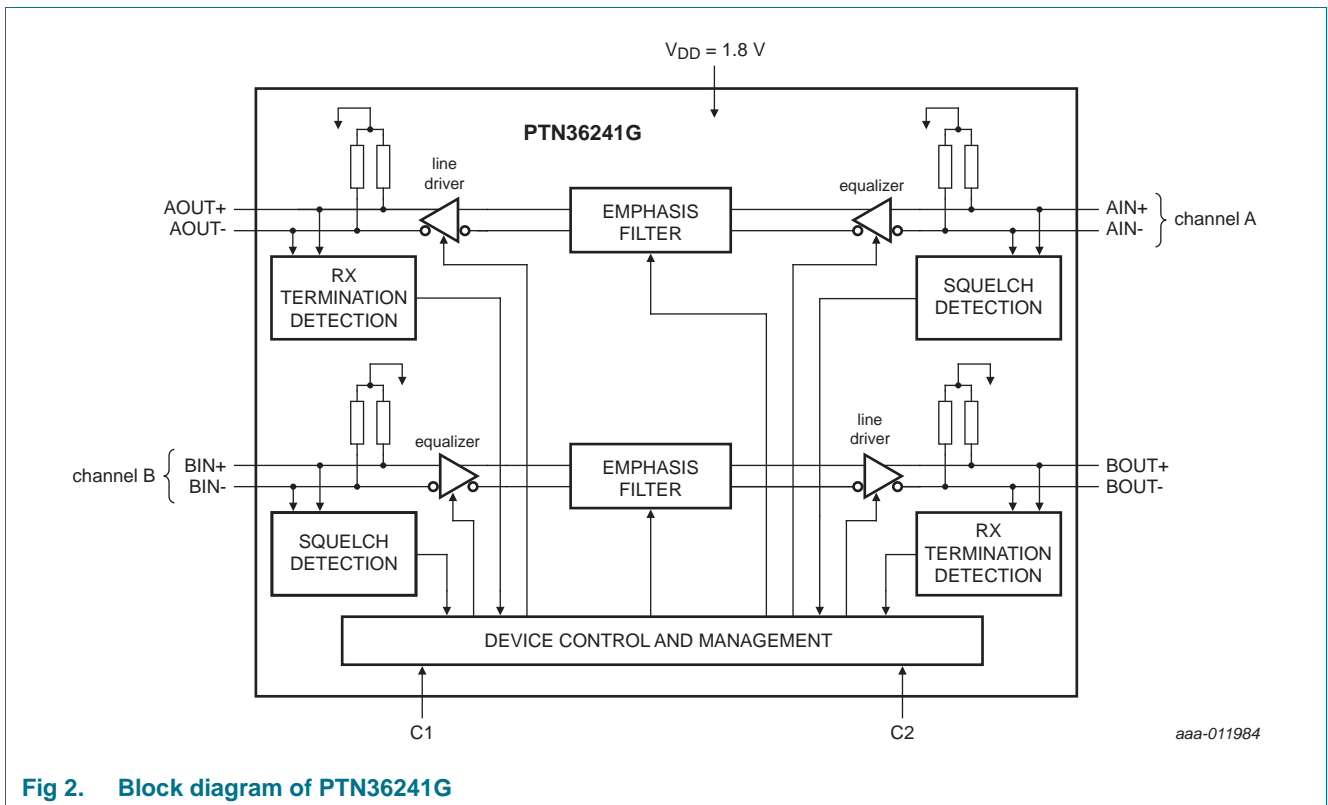 VDD = 1.8 V
PTN36241G
line
driver
equalizer
AOUT+
AOUT-
EMPHASIS
FILTER
AIN+
AIN-
channel A
RX
TERMINATION
DETECTION
SQUELCH
DETECTION
equalizer
line
driver
channel B
BIN+
BIN-
EMPHASIS
FILTER
BOUT+
BOUT-
SQUELCH
DETECTION
RX
TERMINATION
DETECTION
DEVICE CONTROL AND MANAGEMENT
C1
C2
aaa-011984
Fig 2. Block diagram of PTN36241G